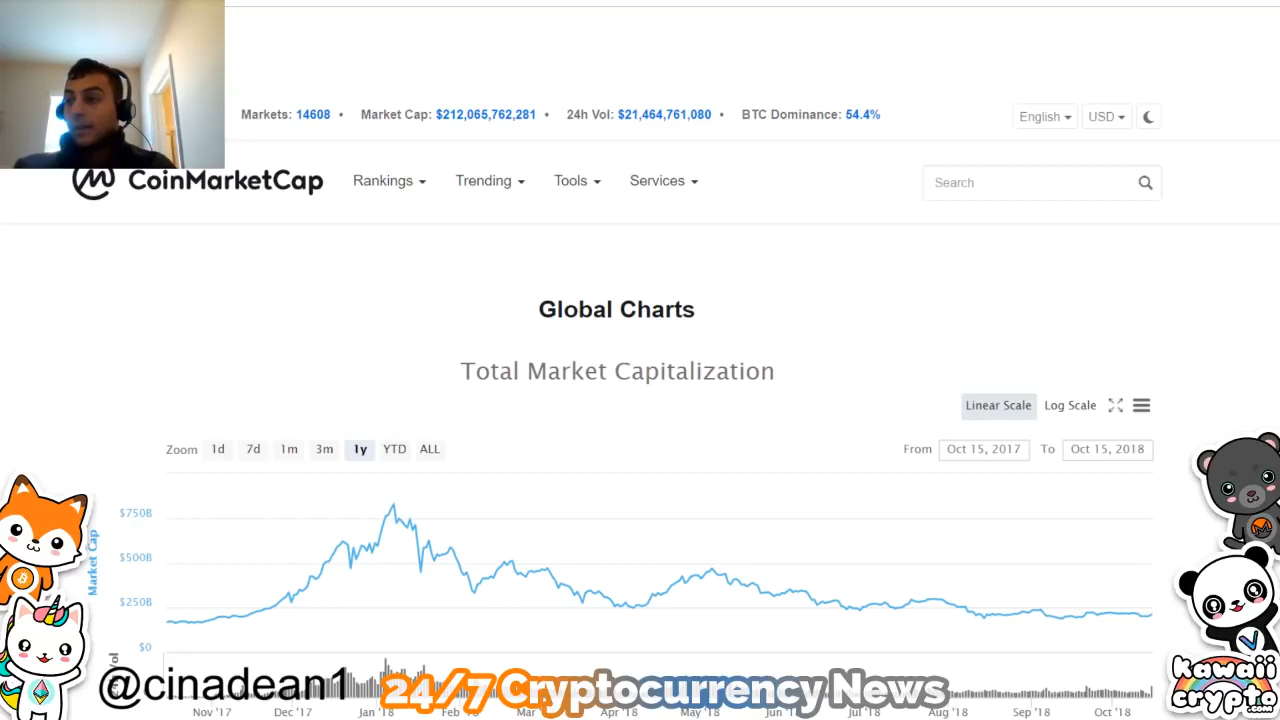 Markets: 14608 • Market Cap: $212,065,762,281 • 24h Vol: $21,464,761,080 • BTC Dominance: 54.4%
English USD
CoinMarketCap Rankings Trending Tools Services
Search
Global Charts
Total Market Capitalization
Linear Scale Log Scale
Zoom 1d 7d 1m 3m 1y YTD ALL
From Oct 15, 2017 To Oct 15, 2018
$750B
$500B
$250B
$0
Market Cap
Vol
@cinadean1
24/7 Cryptocurrency News
kawaii
crypto
.com
Nov '17 Dec '17 Jan '18 Feb '18 Mar '18 Apr '18 May '18 Jun '18 Jul '18 Aug '18 Sep '18 Oct '18